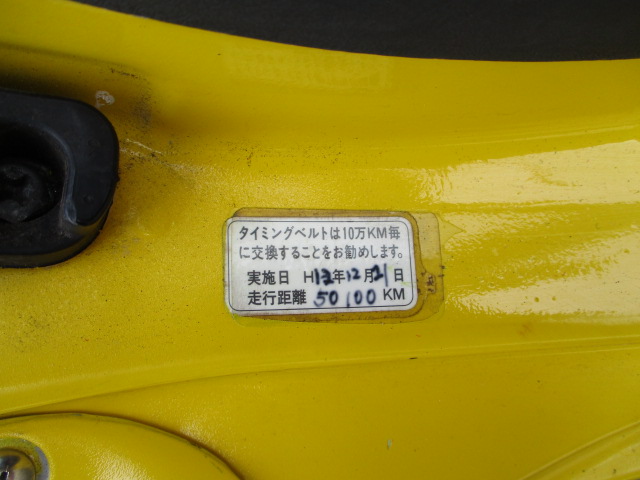 タイミングベルトは10万KM毎
に交換することをお勧めします。
実施日 H12年12月21日
走行距離 50,100 KM